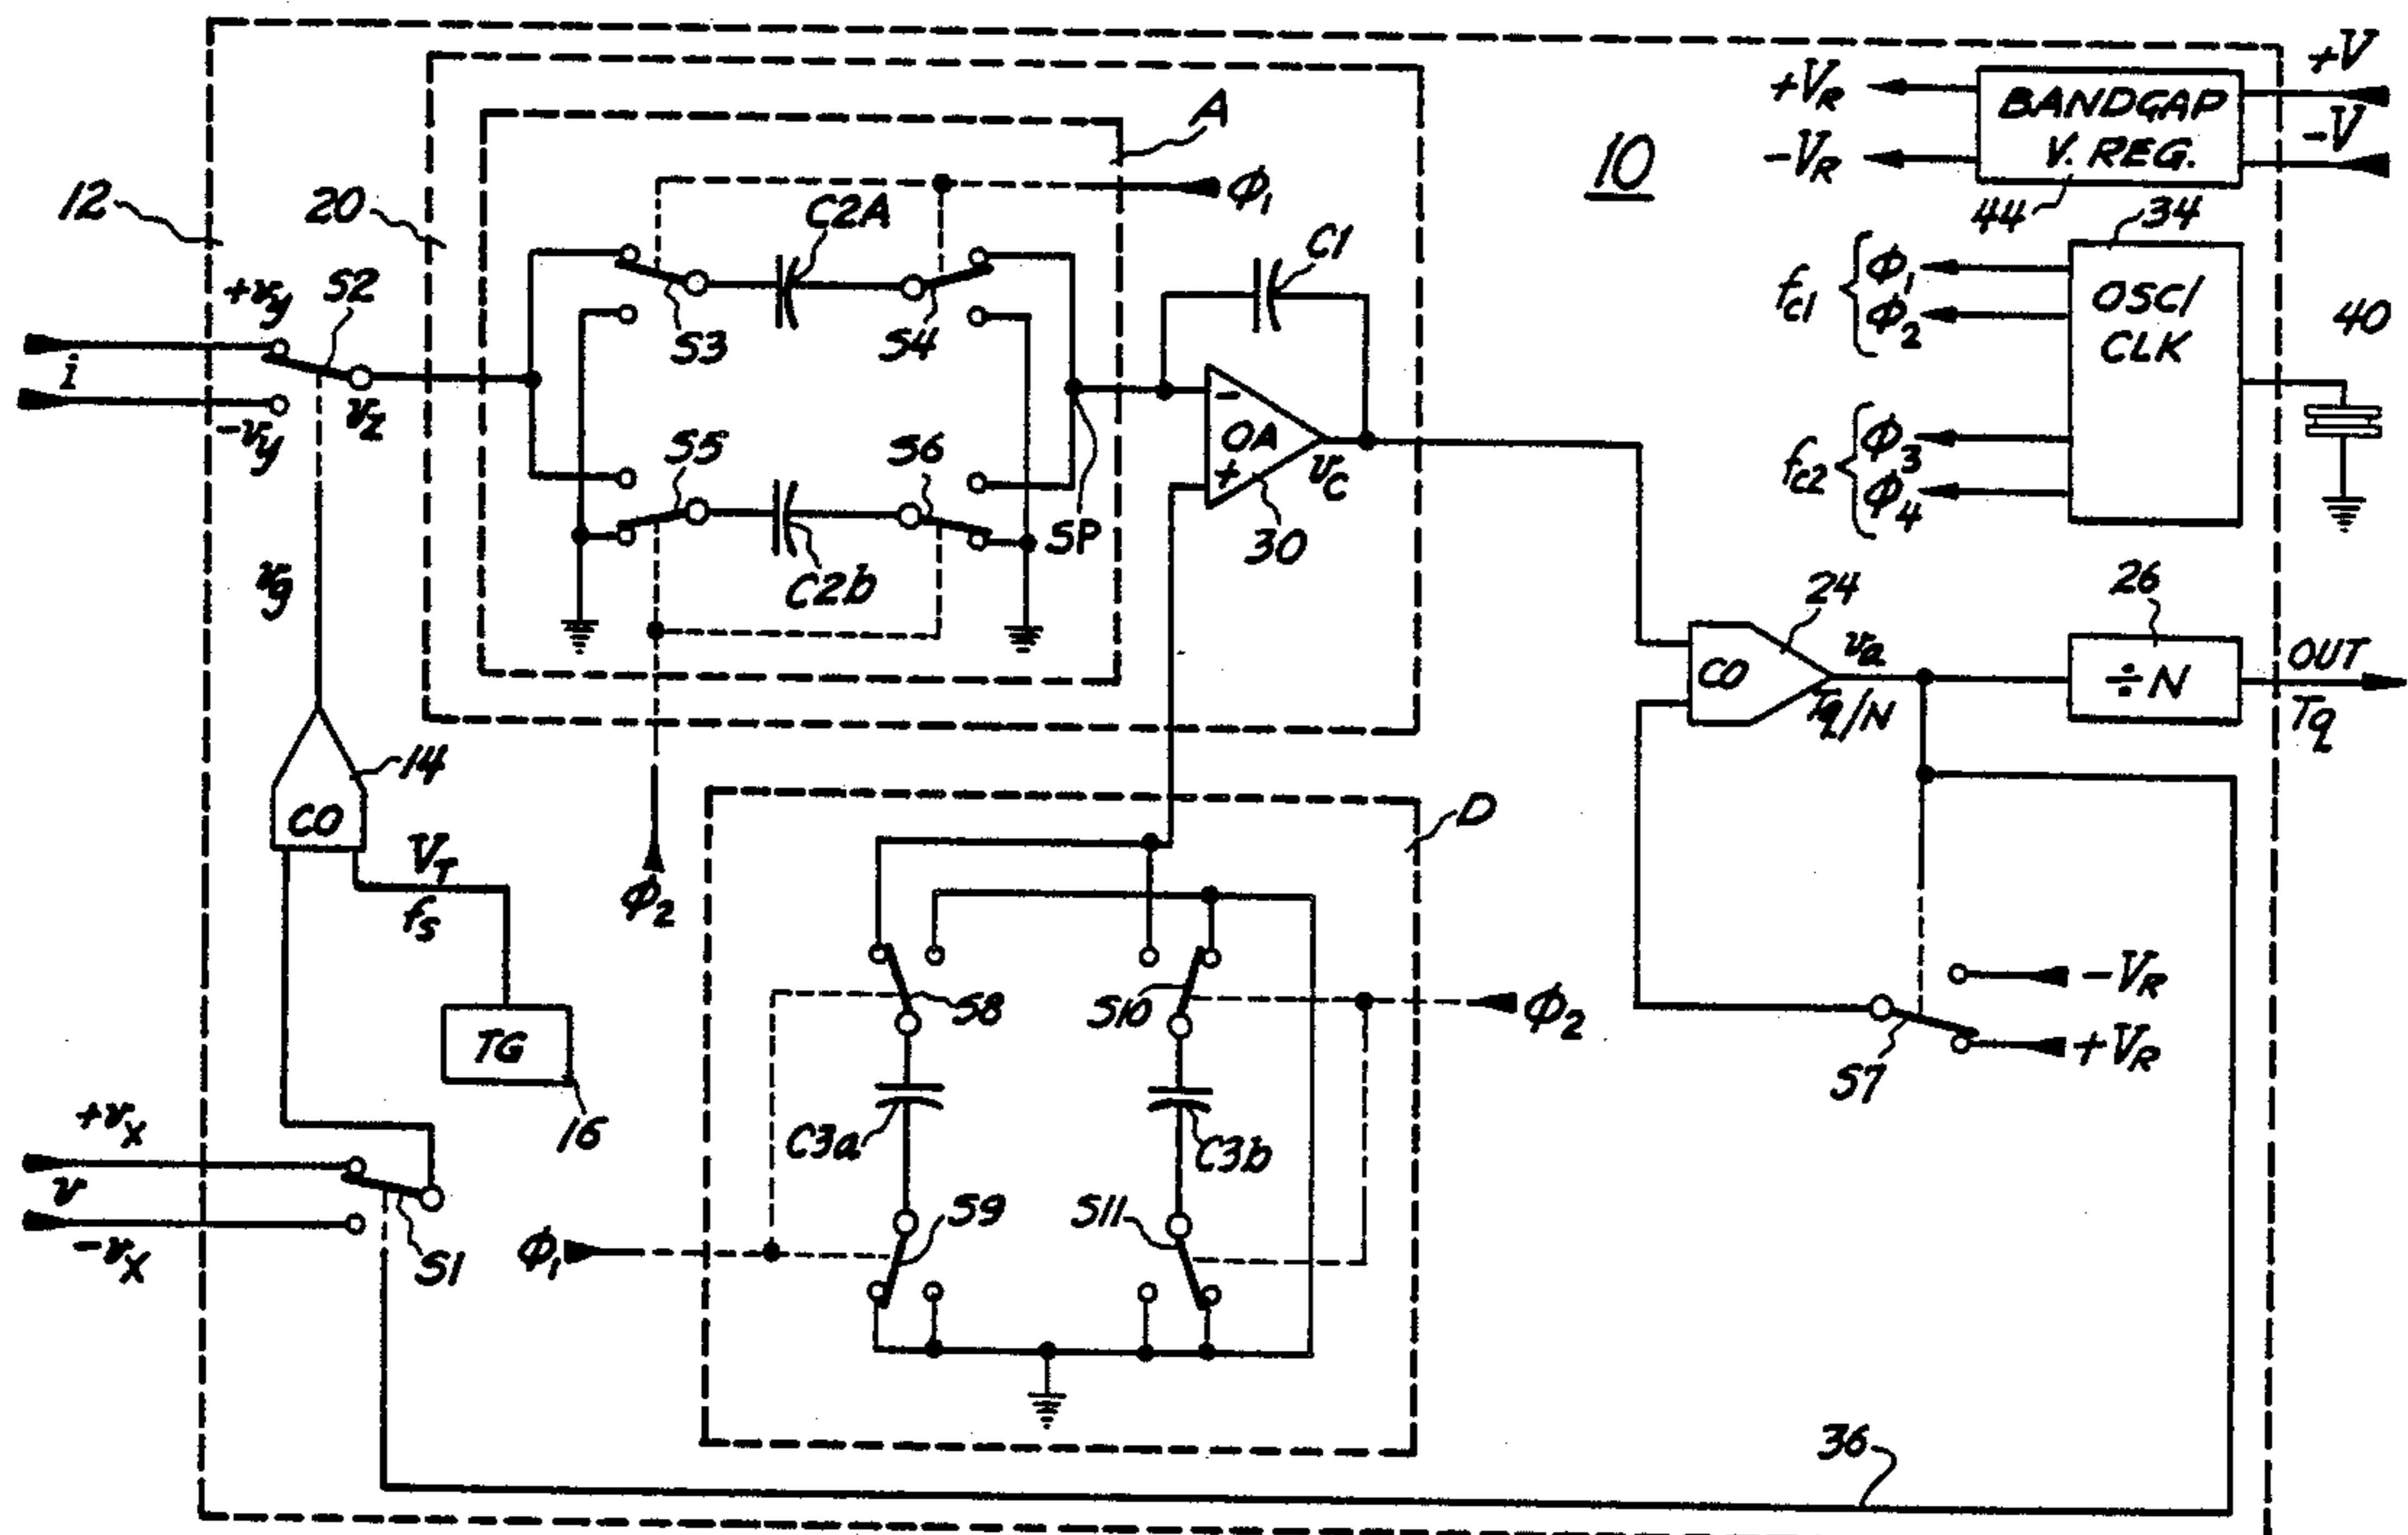 +V
+VR
BANDGAP
V. REG.
-VR
-V
44
10
A
12
20
ϕ1
C2A
34
C1
fc1
ϕ1
ϕ2
OSC/
CLK
40
fc2
ϕ3
ϕ4
+vy
S2
S3
S4
i
-vy
vz
S5
S6
-
OA
+
vc
SP
30
C2b
vg
24
26
CO
va
Tq/N
÷N
OUT
Tq
14
CO
VT
fs
ϕ2
D
TG
16
S8
S10
ϕ2
-VR
+VR
S7
C3a
C3b
+vx
v
-vx
S1
S9
S11
ϕ1
36